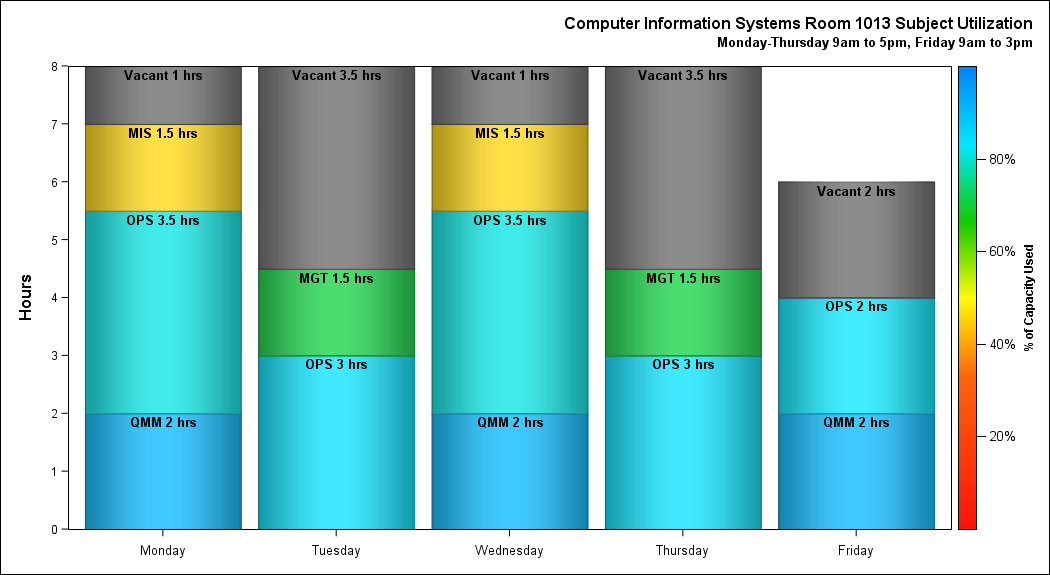 Computer Information Systems Room 1013 Subject Utilization
Monday-Thursday 9am to 5pm, Friday 9am to 3pm
8
7
6
5
4
3
2
1
0
Hours
Vacant 1 hrs
MIS 1.5 hrs
OPS 3.5 hrs
QMM 2 hrs
Monday
Vacant 3.5 hrs
MGT 1.5 hrs
OPS 3 hrs
Tuesday
Vacant 1 hrs
MIS 1.5 hrs
OPS 3.5 hrs
QMM 2 hrs
Wednesday
Vacant 3.5 hrs
MGT 1.5 hrs
OPS 3 hrs
Thursday
Vacant 2 hrs
OPS 2 hrs
QMM 2 hrs
Friday
80%
60%
40%
20%
% of Capacity Used